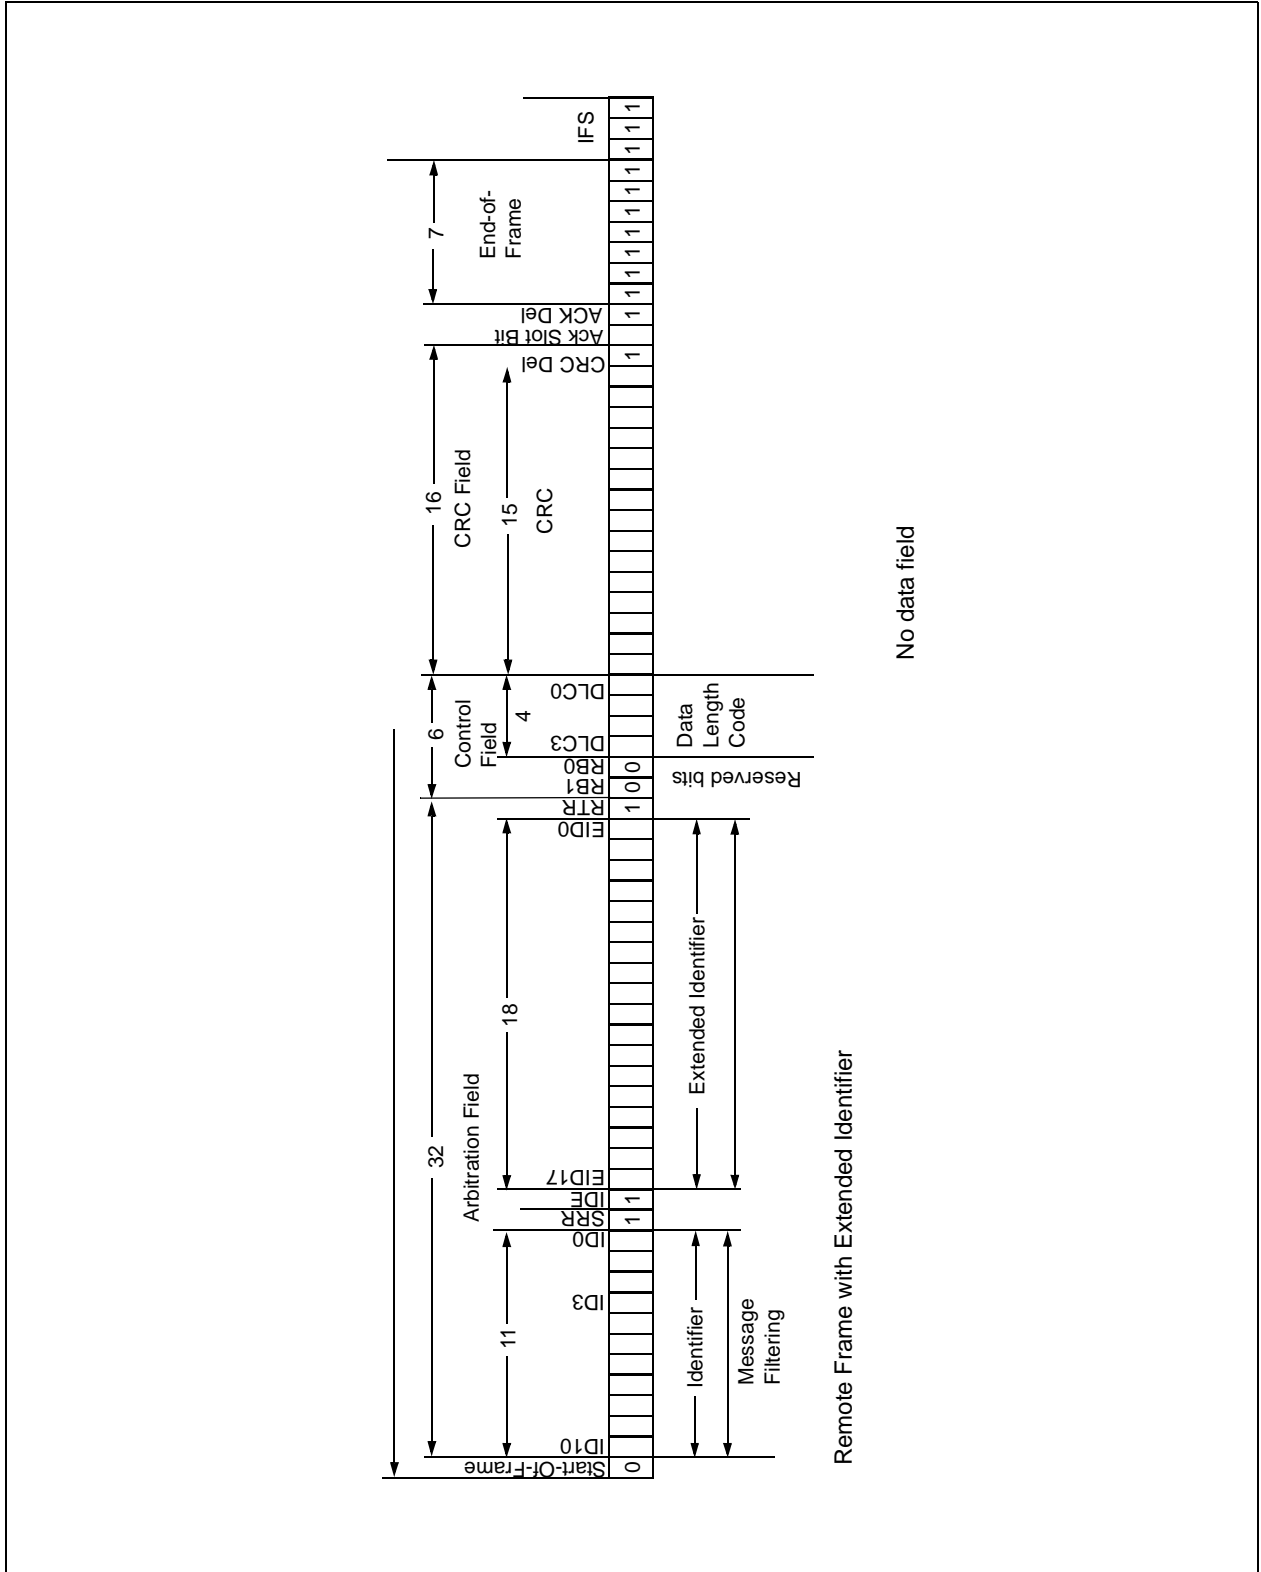 Start-Of-Frame
ID10
ID3
ID0
SRR
IDE
EID17
EID0
RTR
RB1
RB0
DLC3
DLC0
CRC Del
Ack Slot Bit
ACK Del
IFS
32
Arbitration Field
11
18
6
Control
Field
4
16
CRC Field
15
CRC
7
End-of-
Frame
0
1
1
1
0
0
1
1
1
1
1
1
1
1
1
1
1
1
Identifier
Message
Filtering
Extended Identifier
Reserved bits
Data
Length
Code
Remote Frame with Extended Identifier
No data field